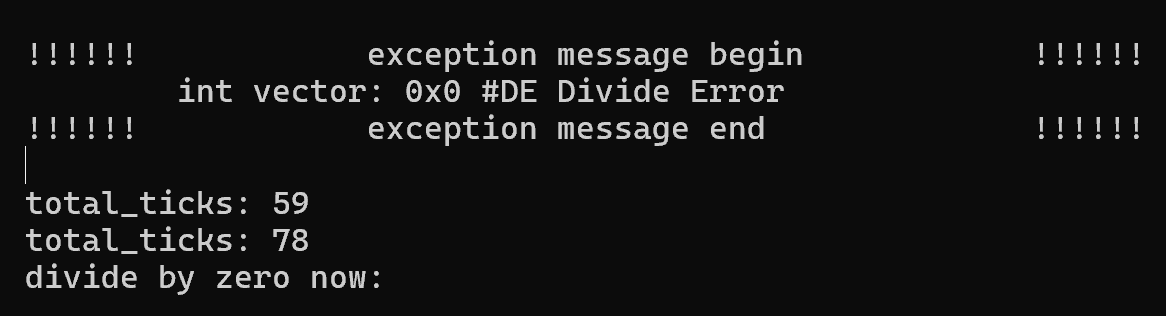 !!!!!! exception message begin !!!!!!
int vector: 0x0 #DE Divide Error
!!!!!! exception message end !!!!!!
total_ticks: 59
total_ticks: 78
divide by zero now: